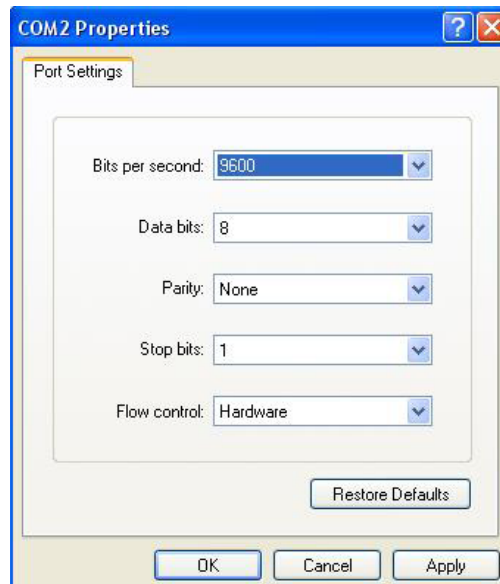 COM2 Properties
Port Settings
Bits per second: 9600
Data bits: 8
Parity: None
Stop bits: 1
Flow control: Hardware
Restore Defaults
OK Cancel Apply